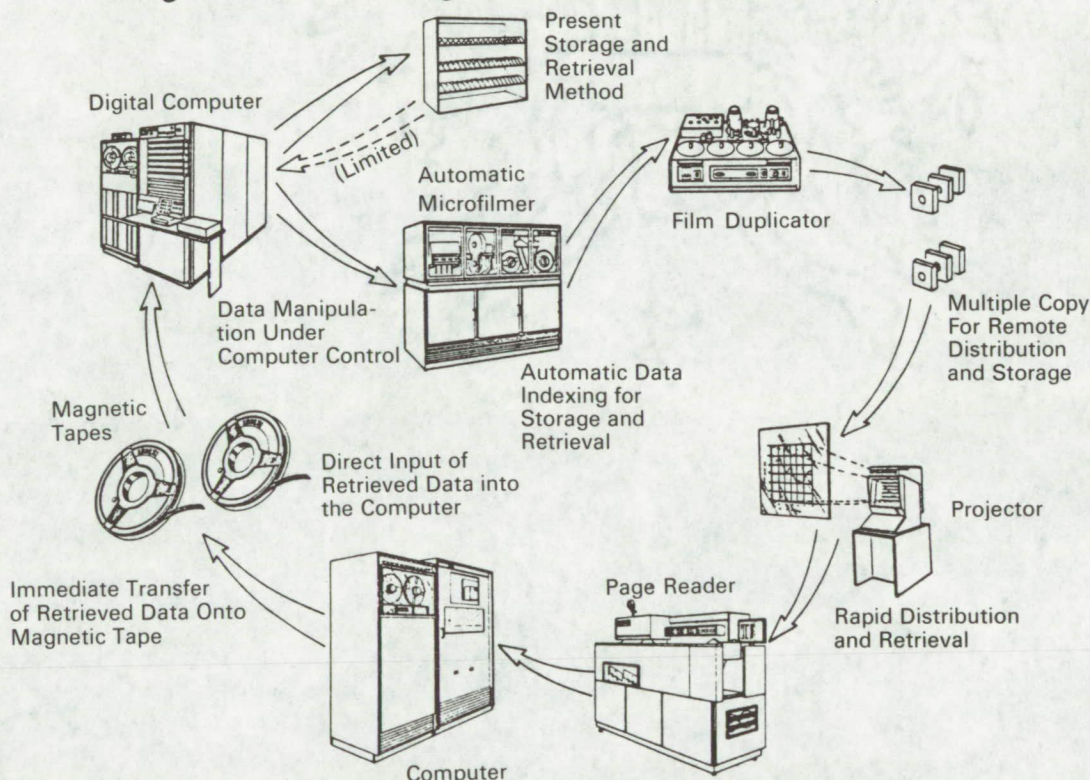 Present
Storage and
Retrieval
Method
Digital Computer
(Limited)
Automatic
Microfilmer
Film Duplicator
Data Manipula-
tion Under
Computer Control
Multiple Copy
For Remote
Distribution
and Storage
Automatic Data
Indexing for
Storage and
Retrieval
Magnetic
Tapes
Direct Input of
Retrieved Data into
the Computer
Projector
Immediate Transfer
of Retrieved Data Onto
Magnetic Tape
Page Reader
Rapid Distribution
and Retrieval
Computer